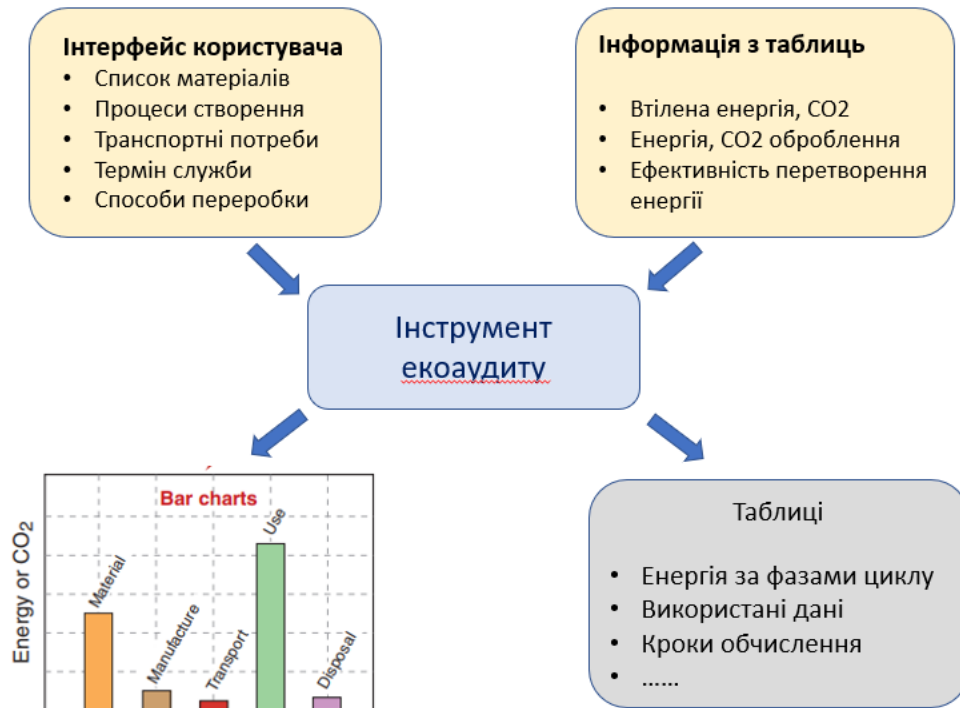 Інтерфейс користувача
• Список матеріалів
• Процеси створення
• Транспортні потреби
• Термін служби
• Способи переробки
Інформація з таблиць
• Втілена енергія, СО2
• Енергія, СО2 оброблення
• Ефективність перетворення
енергії
Інструмент
екоаудиту
Bar charts
Energy or CO2
Material
Manufacture
Transport
Use
Disposal
Таблиці
• Енергія за фазами циклу
• Використані дані
• Кроки обчислення
• ......